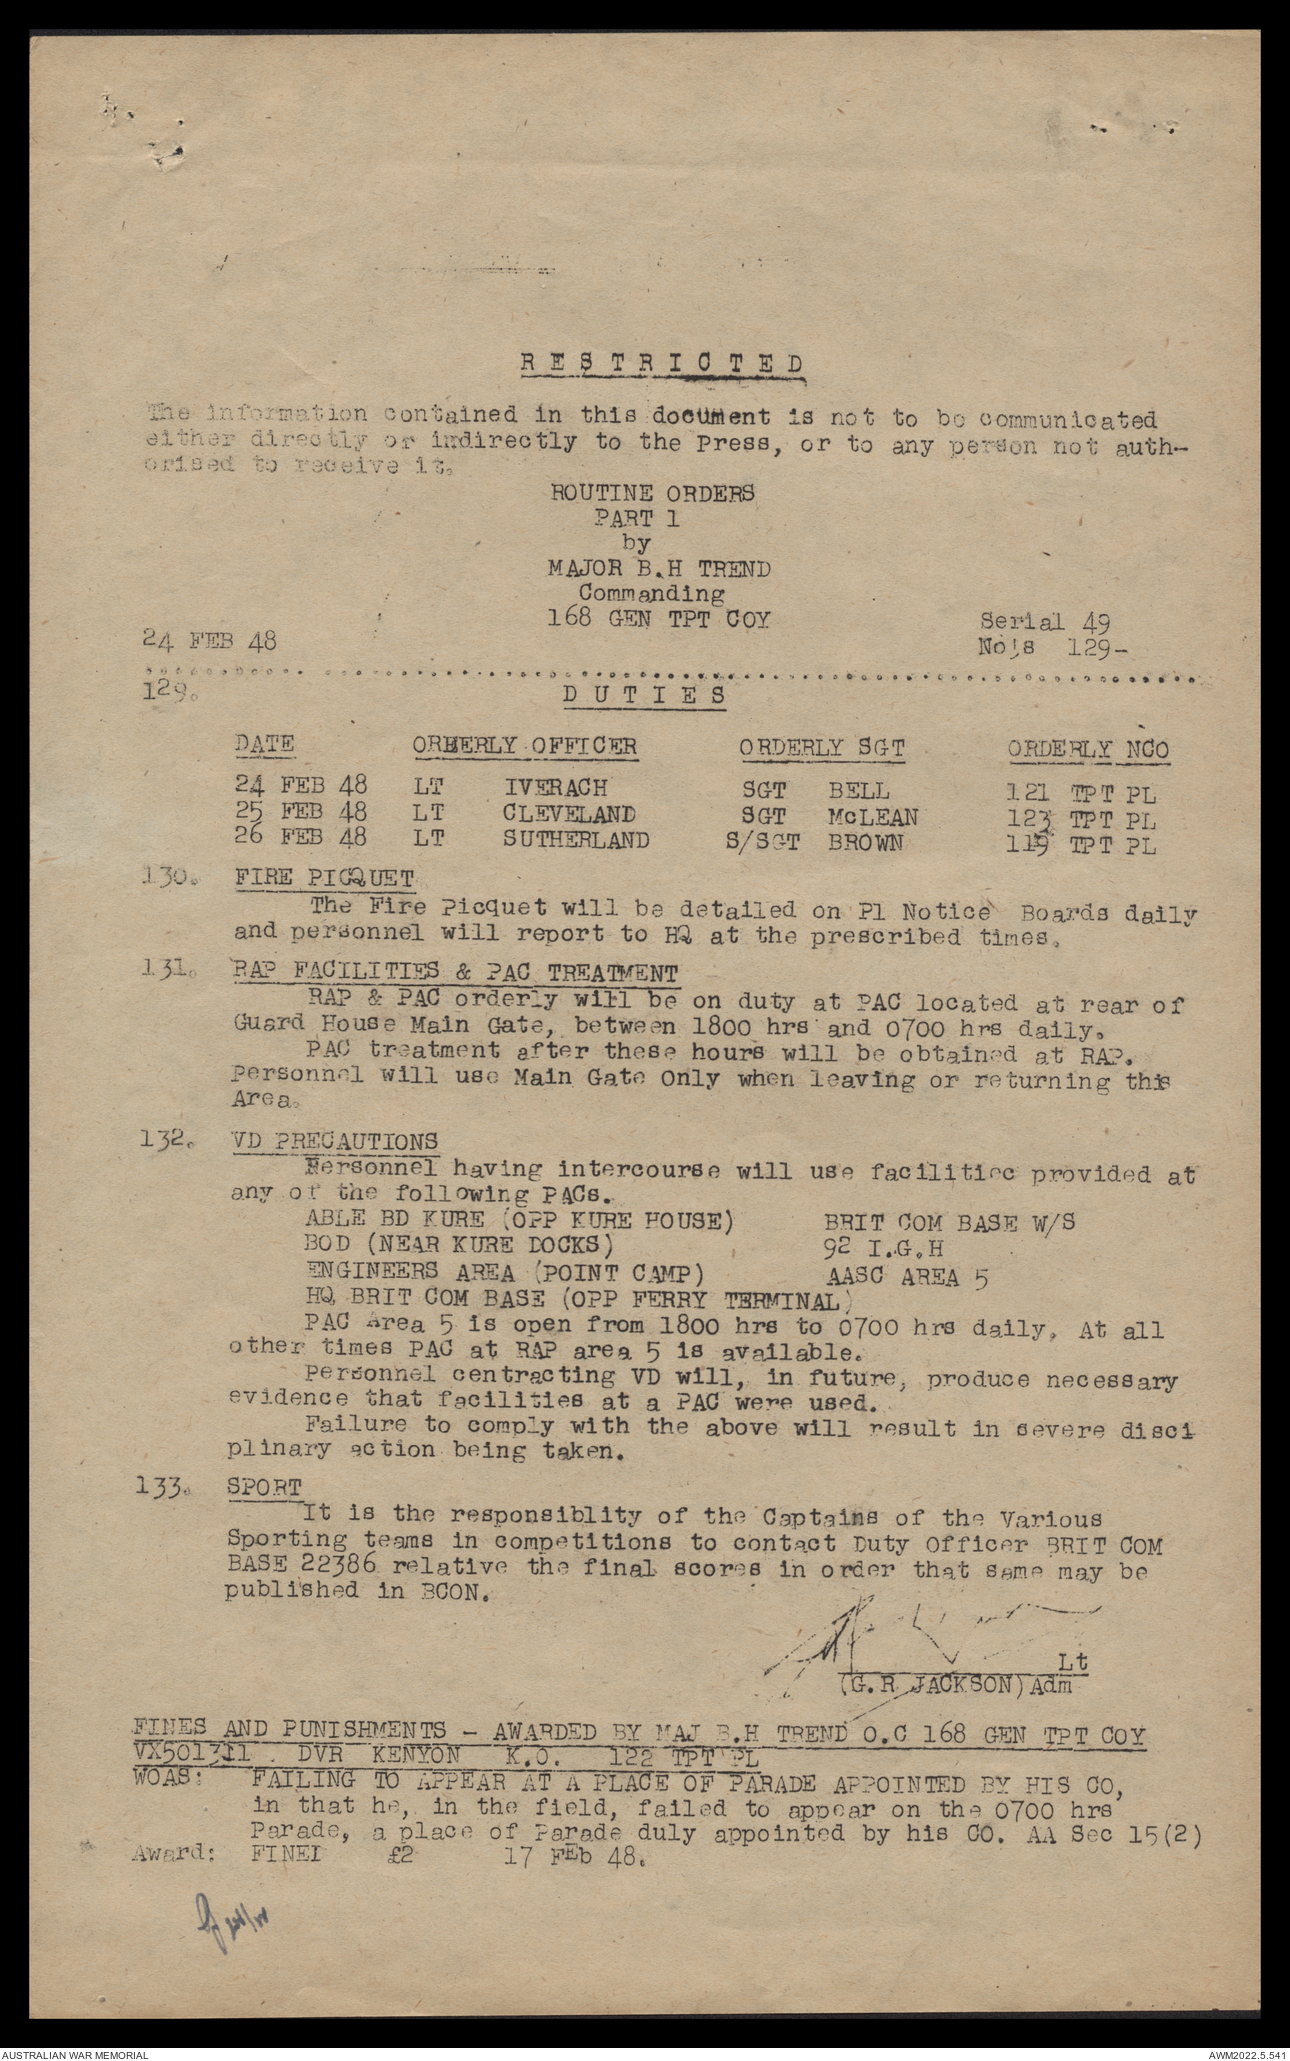 RESTRICTED
The information contained in this document is not to be communicated
either directly or indirectly to the Press, or to any person not auth-
orised to receive it.
ROUTINE ORDERS
PART 1
by
MAJOR B.H TREND
Commanding
168 GEN TPT COY
Serial 49
24 FEB 48
No's 129-
129.
DUTIES
DATE ORDERLY OFFICER ORDERLY SGT ORDERLY NCO
24 FEB 48 LT IVERACH SGT BELL 121 TPT PL
25 FEB 48 LT CLEVELAND SGT McLEAN 123 TPT PL
26 FEB 48 LT SUTHERLAND S/SGT BROWN 119 TPT PL
130. FIRE PICQUET
The Fire Picquet will be detailed on Pl Notice Boards daily
and personnel will report to HQ at the prescribed times.
131. RAP FACILITIES & PAC TREATMENT
RAP & PAC orderly will be on duty at PAC located at rear of
Guard House Main Gate, between 1800 hrs and 0700 hrs daily.
PAC treatment after these hours will be obtained at RAP.
Personnel will use Main Gate Only when leaving or returning this
Area.
132. VD PRECAUTIONS
Personnel having intercourse will use facilities provided at
any of the following PACs.
ABLE BD KURE (OPP KURE HOUSE) BRIT COM BASE W/S
BOD (NEAR KURE DOCKS) 92 I.G.H
ENGINEERS AREA (POINT CAMP) AASC AREA 5
HQ BRIT COM BASE (OPP FERRY TERMINAL)
PAC Area 5 is open from 1800 hrs to 0700 hrs daily. At all
other times PAC at RAP area 5 is available.
Personnel centracting VD will, in future, produce necessary
evidence that facilities at a PAC were used.
Failure to comply with the above will result in severe disci
plinary action being taken.
133. SPORT
It is the responsiblity of the Captains of the Various
Sporting teams in competitions to contact Duty Officer BRIT COM
BASE 22386 relative the final scores in order that same may be
published in BCON.
Lt
(G.R JACKSON) Adm
FINES AND PUNISHMENTS - AWARDED BY MAJ B.H TREND O.C 168 GEN TPT COY
DVR KENYON K.O. 122 TPT PL
WOAS: FAILING TO APPEAR AT A PLACE OF PARADE APPOINTED BY HIS CO,
in that he, in the field, failed to appear on the 0700 hrs
Parade, a place of Parade duly appointed by his CO. AA Sec 15(2)
Award: FINED £2 17 FEb 48.
AUSTRALIAN WAR MEMORIAL
AWM2022.5.541